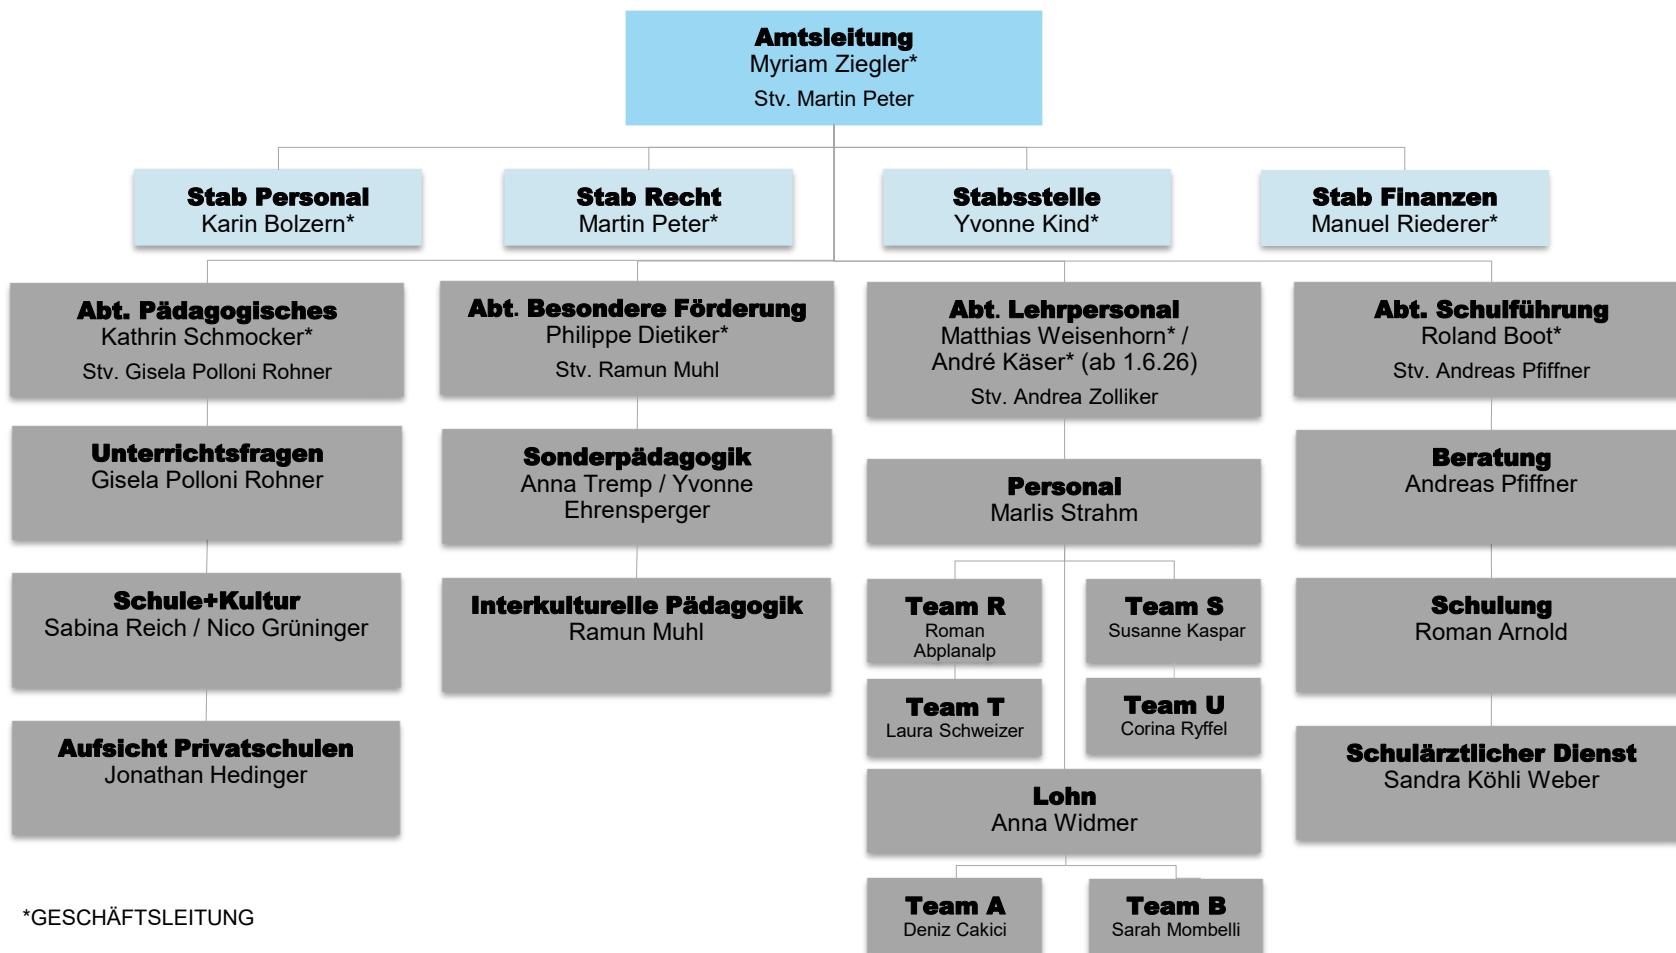 Amtsleitung
Myriam Ziegler*
Stv. Martin Peter
Stab Personal
Karin Bolzern*
Stab Recht
Martin Peter*
Stabsstelle
Yvonne Kind*
Stab Finanzen
Manuel Riederer*
Abt. Pädagogisches
Kathrin Schmocker*
Stv. Gisela Polloni Rohner
Unterrichtsfragen
Gisela Polloni Rohner
Schule+Kultur
Sabina Reich / Nico Grüninger
Aufsicht Privatschulen
Jonathan Hedinger
Abt. Besondere Förderung
Philippe Dietiker*
Stv. Ramun Muhl
Sonderpädagogik
Anna Tremp / Yvonne
Ehrensperger
Interkulturelle Pädagogik
Ramun Muhl
Abt. Lehrpersonal
Matthias Weisenhorn* /
André Käser* (ab 1.6.26)
Stv. Andrea Zolliker
Personal
Marlis Strahm
Team R
Roman
Abplanalp
Team S
Susanne Kaspar
Team T
Laura Schweizer
Team U
Corina Ryffel
Lohn
Anna Widmer
Team A
Deniz Cakici
Team B
Sarah Mombelli
Abt. Schulführung
Roland Boot*
Stv. Andreas Pfiffner
Beratung
Andreas Pfiffner
Schulung
Roman Arnold
Schulärztlicher Dienst
Sandra Köhli Weber
*GESCHÄFTSLEITUNG